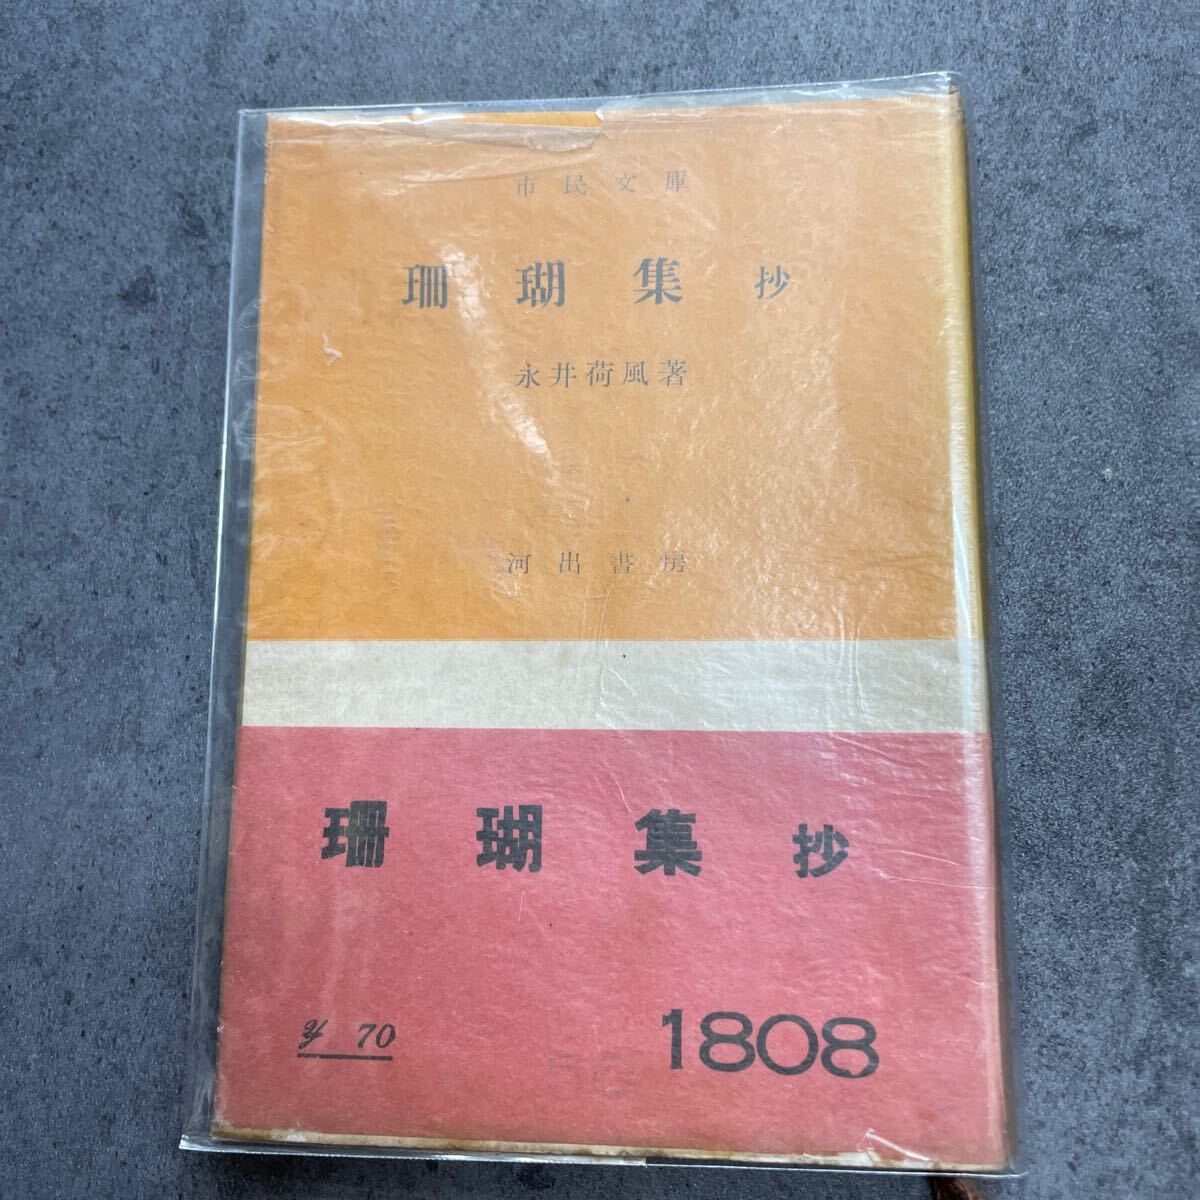 市民文庫
珊瑚集抄
永井荷風著
河出書房
珊瑚集抄
¥ 70
1808